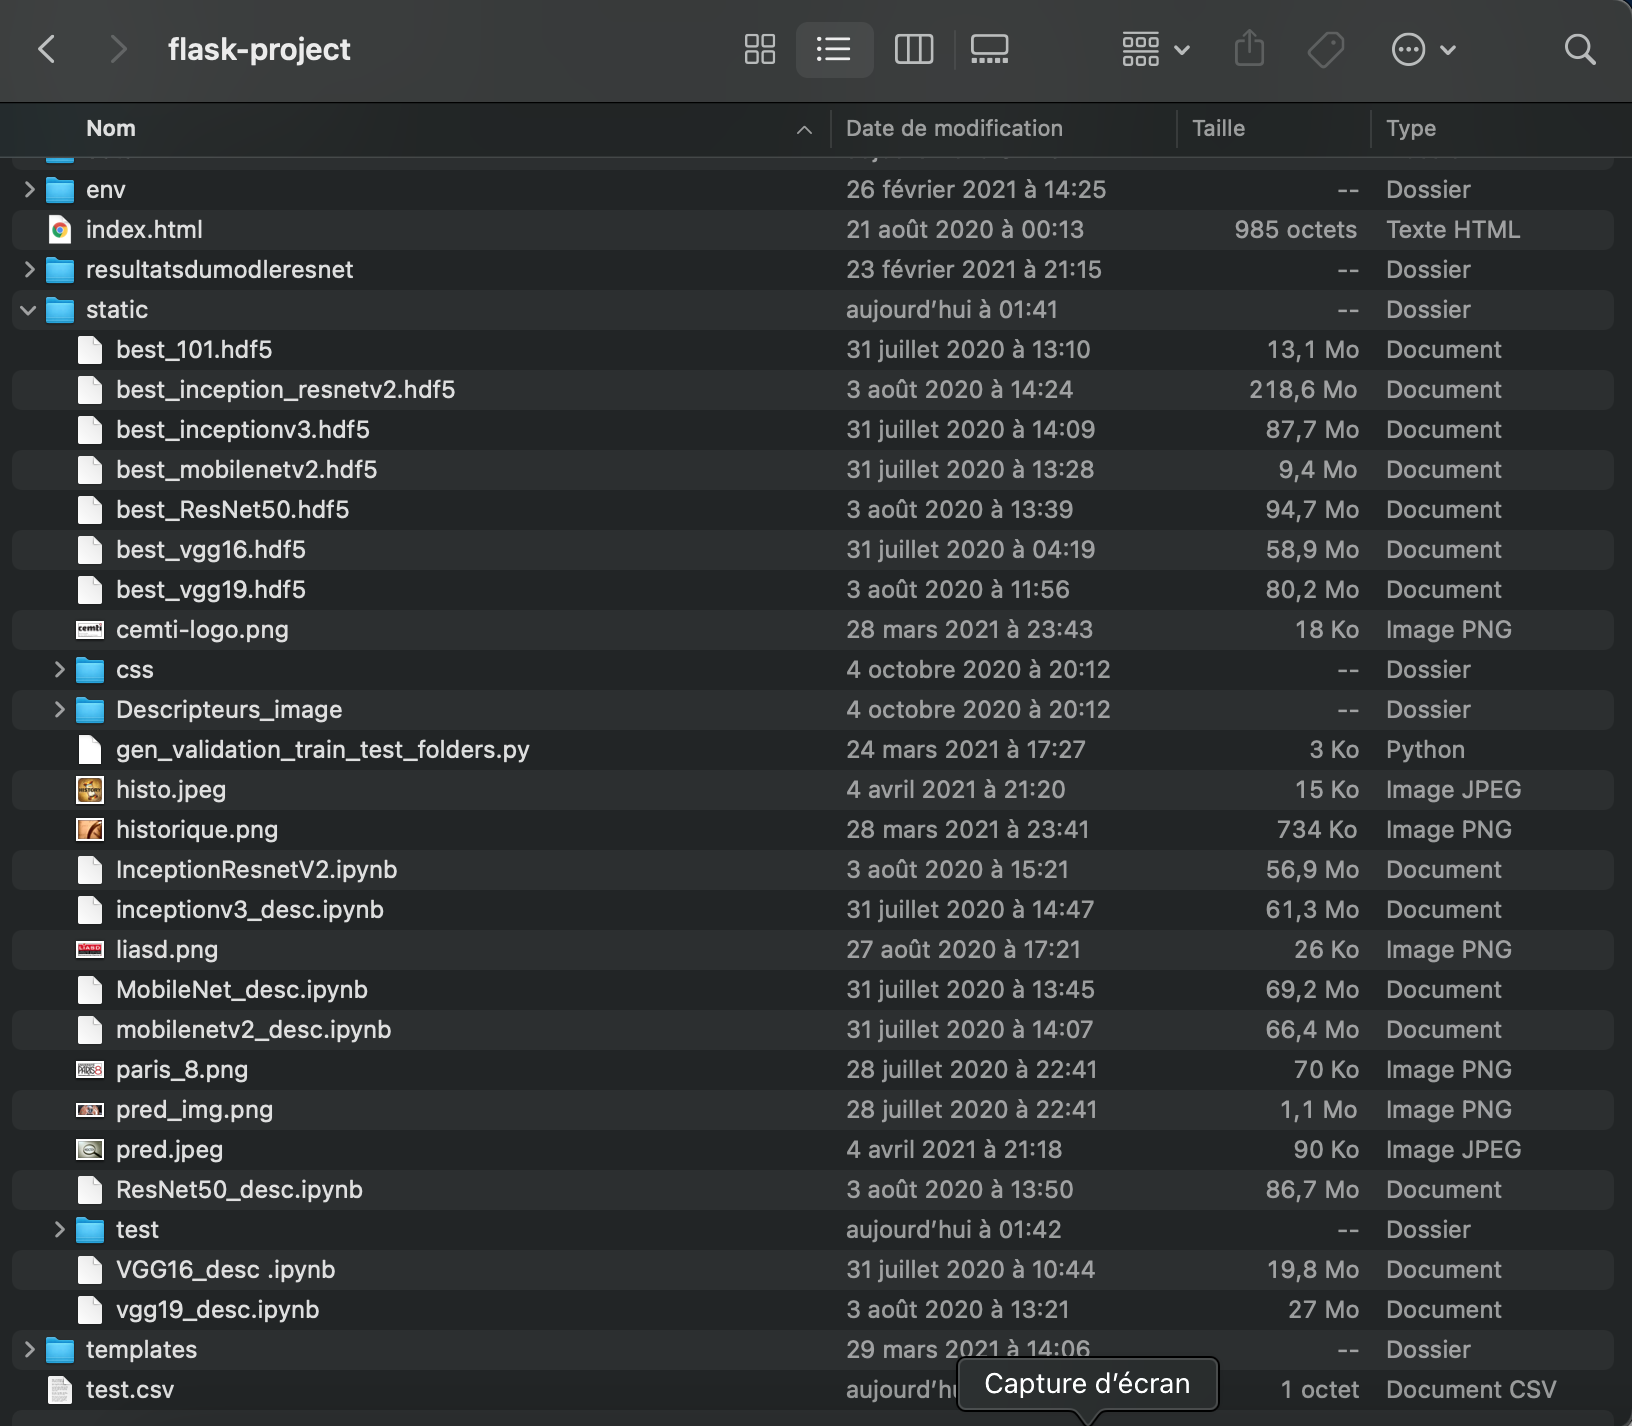 flask-project
Nom Date de modification Taille Type
env 26 février 2021 à 14:25 -- Dossier
index.html 21 août 2020 à 00:13 985 octets Texte HTML
resultatsdumodleresnet 23 février 2021 à 21:15 -- Dossier
static aujourd’hui à 01:41 -- Dossier
best_101.hdf5 31 juillet 2020 à 13:10 13,1 Mo Document
best_inception_resnetv2.hdf5 3 août 2020 à 14:24 218,6 Mo Document
best_inceptionv3.hdf5 31 juillet 2020 à 14:09 87,7 Mo Document
best_mobilenetv2.hdf5 31 juillet 2020 à 13:28 9,4 Mo Document
best_ResNet50.hdf5 3 août 2020 à 13:39 94,7 Mo Document
best_vgg16.hdf5 31 juillet 2020 à 04:19 58,9 Mo Document
best_vgg19.hdf5 3 août 2020 à 11:56 80,2 Mo Document
cemti-logo.png 28 mars 2021 à 23:43 18 Ko Image PNG
css 4 octobre 2020 à 20:12 -- Dossier
Descripteurs_image 4 octobre 2020 à 20:12 -- Dossier
gen_validation_train_test_folders.py 24 mars 2021 à 17:27 3 Ko Python
histo.jpeg 4 avril 2021 à 21:20 15 Ko Image JPEG
historique.png 28 mars 2021 à 23:41 734 Ko Image PNG
InceptionResnetV2.ipynb 3 août 2020 à 15:21 56,9 Mo Document
inceptionv3_desc.ipynb 31 juillet 2020 à 14:47 61,3 Mo Document
liasd.png 27 août 2020 à 17:21 26 Ko Image PNG
MobileNet_desc.ipynb 31 juillet 2020 à 13:45 69,2 Mo Document
mobilenetv2_desc.ipynb 31 juillet 2020 à 14:07 66,4 Mo Document
paris_8.png 28 juillet 2020 à 22:41 70 Ko Image PNG
pred_img.png 28 juillet 2020 à 22:41 1,1 Mo Image PNG
pred.jpeg 4 avril 2021 à 21:18 90 Ko Image JPEG
ResNet50_desc.ipynb 3 août 2020 à 13:50 86,7 Mo Document
test aujourd’hui à 01:42 -- Dossier
VGG16_desc .ipynb 31 juillet 2020 à 10:44 19,8 Mo Document
vgg19_desc.ipynb 3 août 2020 à 13:21 27 Mo Document
templates 29 mars 2021 à 14:06 -- Dossier
test.csv 1 octet Document CSV
Capture d’écran